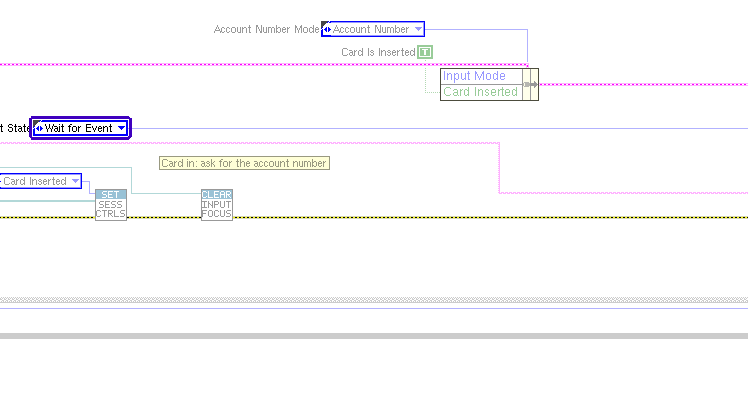 Account Number Mode Account Number
Card Is Inserted T
Input Mode
Card Inserted
t State Wait for Event
Card in: ask for the account number
Card Inserted
SET
SESS
CTRLS
CLEAR
INPUT
FOCUS